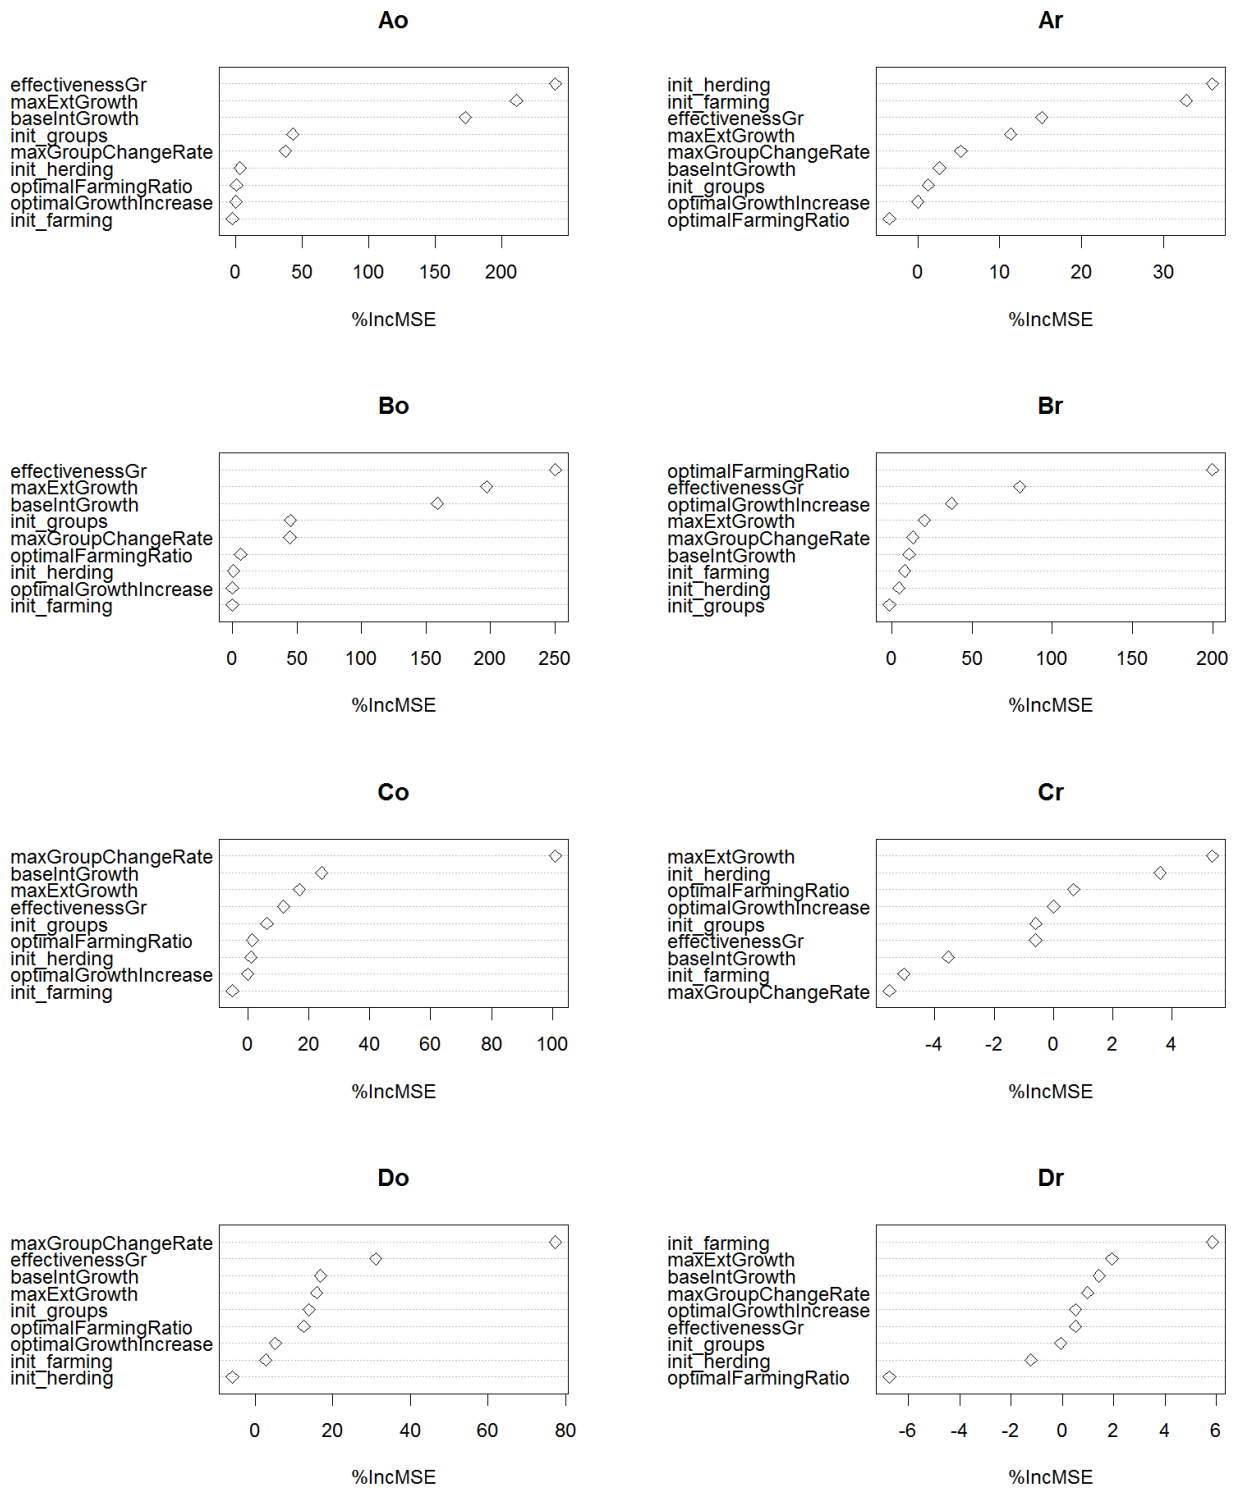 Ao
effectivenessGr
maxExtGrowth
baseIntGrowth
init_groups
maxGroupChangeRate
init_herding
optimalFarmingRatio
optimalGrowthIncrease
init_farming
0 50 100 150 200
%IncMSE
Ar
init_herding
init_farming
effectivenessGr
maxExtGrowth
maxGroupChangeRate
baseIntGrowth
init_groups
optimalGrowthIncrease
optimalFarmingRatio
0 10 20 30
%IncMSE
Bo
effectivenessGr
maxExtGrowth
baseIntGrowth
init_groups
maxGroupChangeRate
optimalFarmingRatio
init_herding
optimalGrowthIncrease
init_farming
0 50 100 150 200 250
%IncMSE
Br
optimalFarmingRatio
effectivenessGr
optimalGrowthIncrease
maxExtGrowth
maxGroupChangeRate
baseIntGrowth
init_farming
init_herding
init_groups
0 50 100 150 200
%IncMSE
Co
maxGroupChangeRate
baseIntGrowth
maxExtGrowth
effectivenessGr
init_groups
optimalFarmingRatio
init_herding
optimalGrowthIncrease
init_farming
0 20 40 60 80 100
%IncMSE
Cr
maxExtGrowth
init_herding
optimalFarmingRatio
optimalGrowthIncrease
init_groups
effectivenessGr
baseIntGrowth
init_farming
maxGroupChangeRate
-4 -2 0 2 4
%IncMSE
Do
maxGroupChangeRate
effectivenessGr
baseIntGrowth
maxExtGrowth
init_groups
optimalFarmingRatio
optimalGrowthIncrease
init_farming
init_herding
0 20 40 60 80
%IncMSE
Dr
init_farming
maxExtGrowth
baseIntGrowth
maxGroupChangeRate
optimalGrowthIncrease
effectivenessGr
init_groups
init_herding
optimalFarmingRatio
-6 -4 -2 0 2 4 6
%IncMSE